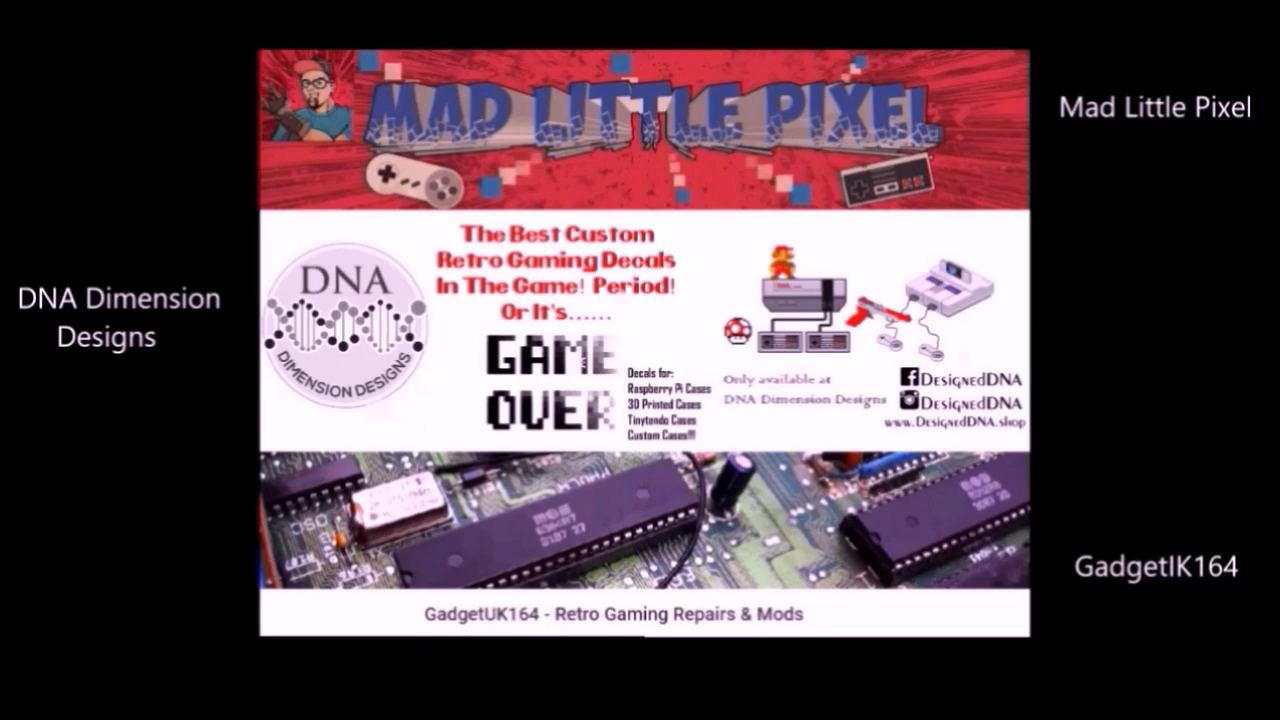 MAD LITTLE PIXEL
Mad Little Pixel
DNA Dimension
Designs
DNA
DIMENSION DESIGNS
The Best Custom
Retro Gaming Decals
In The Game! Period!
Or It's......
GAME
OVER
Decals for:
Raspberry Pi Cases
3D Printed Cases
Tinytendo Cases
Custom Cases!!!
Only available at
DNA Dimension Designs
DesignedDNA
DesignedDNA
www.DesignedDNA.shop
OSC
GadgetIK164
GadgetUK164 - Retro Gaming Repairs & Mods